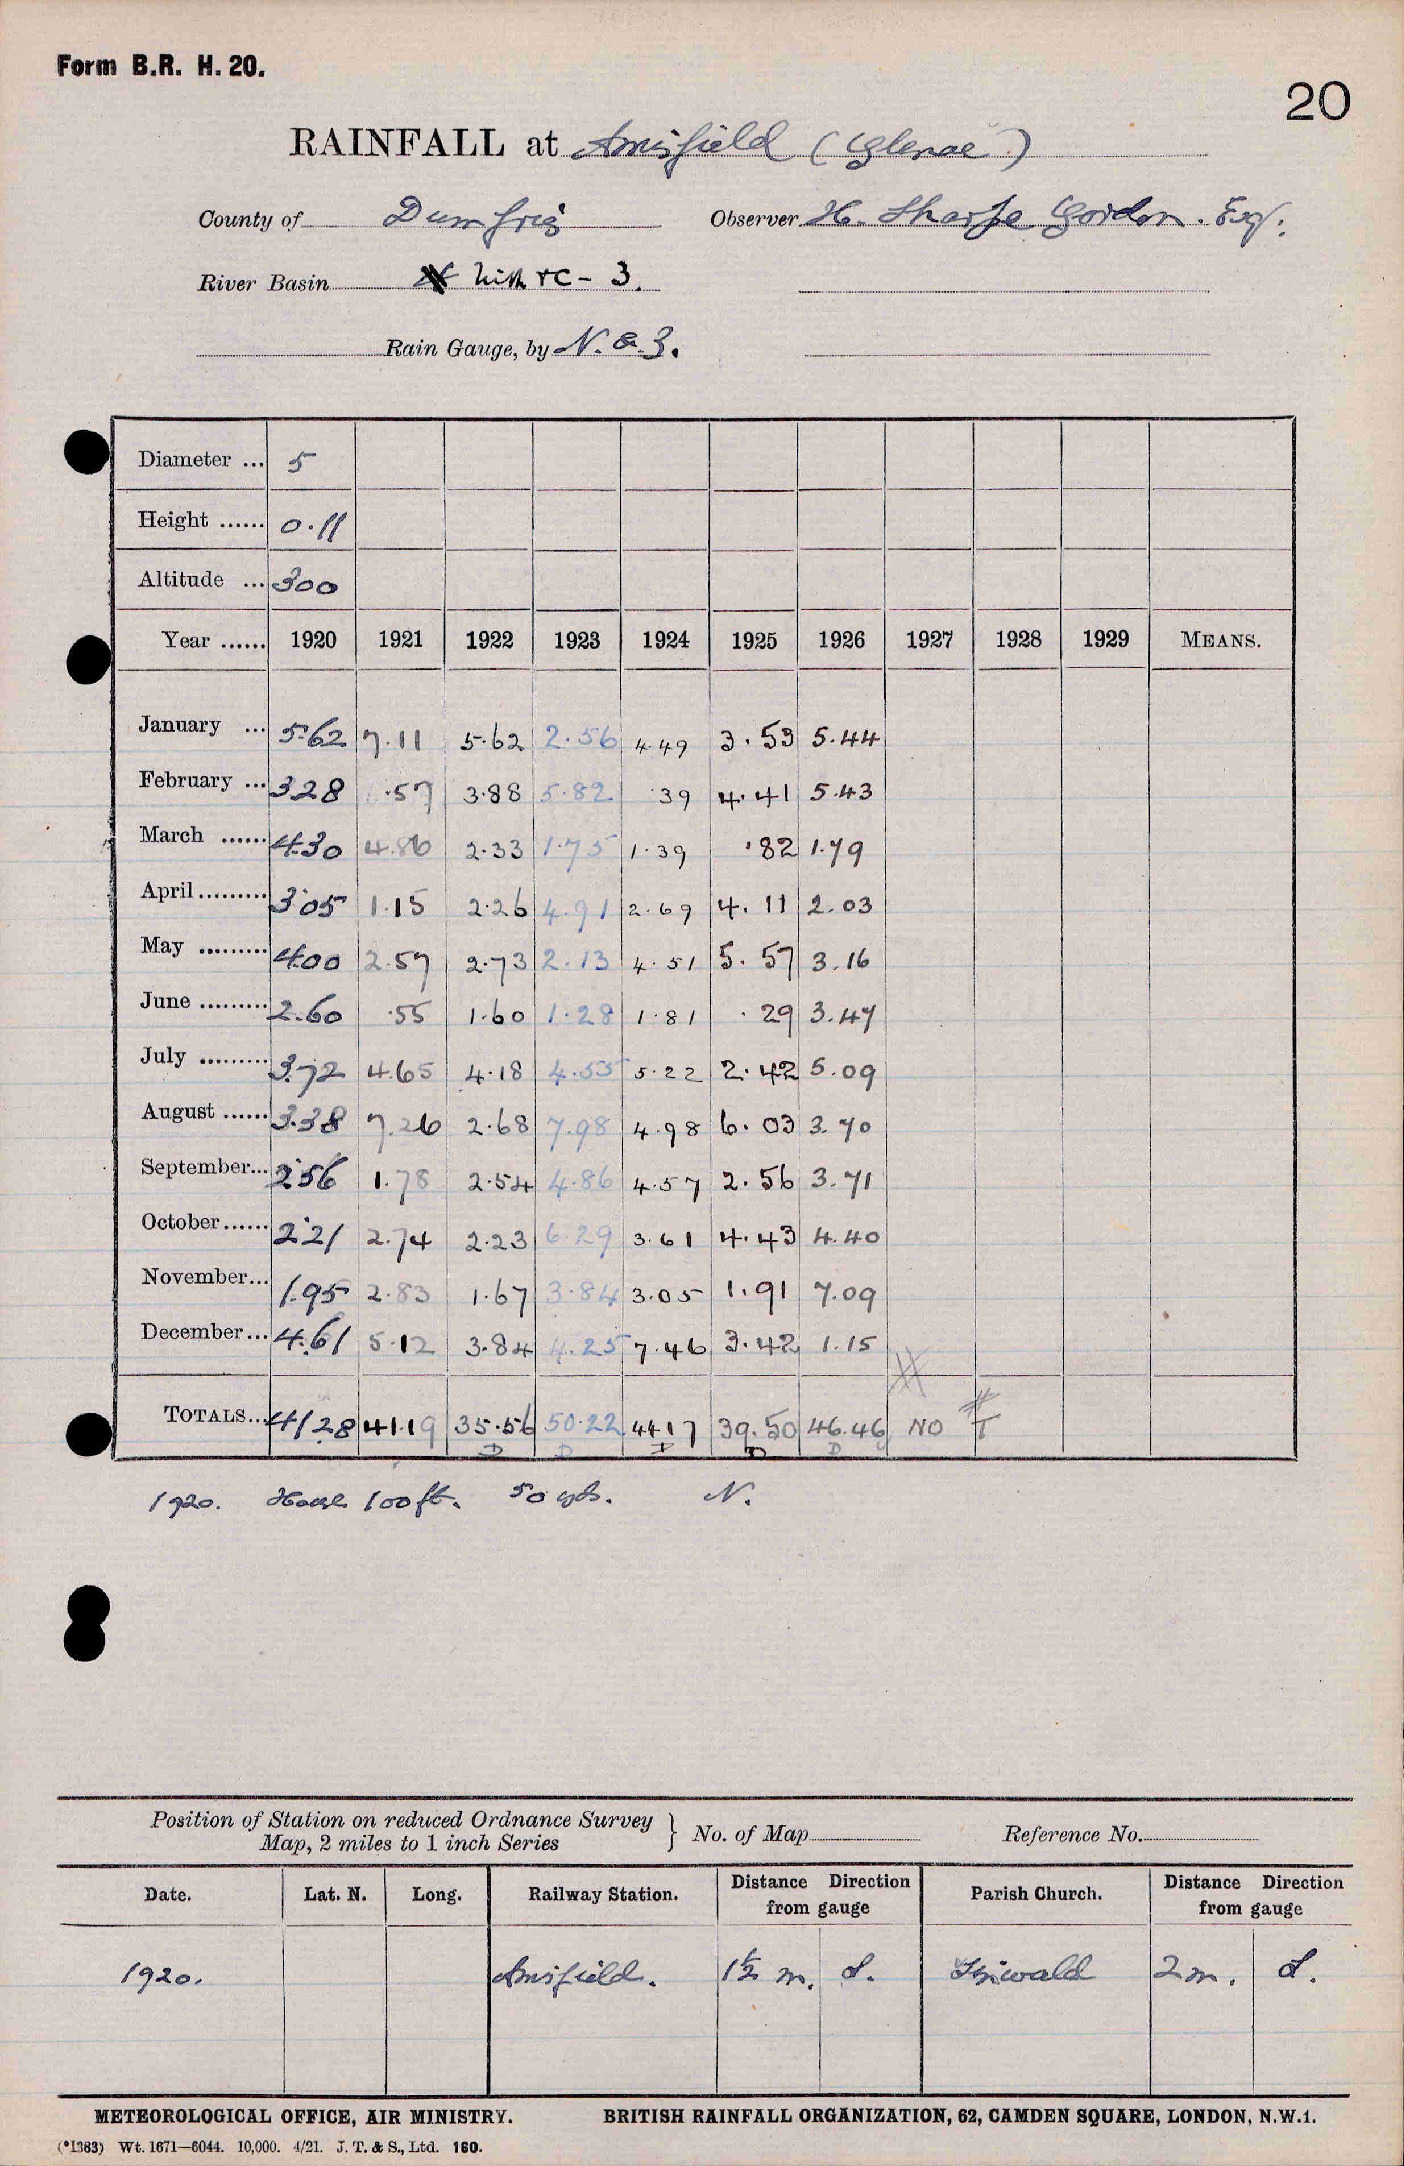 Form B.R. H. 20.
20
RAINFALL at Amisfield (Glenae)
County of Dumfries Observer H. Sharpe Gordon. Esq.
River Basin Nith & C - 3.
Rain Gauge, by N. & Z.
Diameter ... 5
Height ...... 0.11
Altitude ... 300
Year ...... 1920 1921 1922 1923 1924 1925 1926 1927 1928 1929 MEANS.
January ... 5.62 7.11 5.62 2.56 4.49 3.53 5.44
February ... 3.28 .57 3.88 5.82 .39 4.41 5.43
March ...... 4.30 4.86 2.33 1.75 1.39 .82 1.79
April ......... 3.05 1.15 2.26 4.91 2.69 4.11 2.03
May ......... 4.00 2.57 2.73 2.13 4.51 5.57 3.16
June ......... 2.60 .55 1.60 1.28 1.81 .29 3.47
July ......... 3.72 4.65 4.18 4.55 5.22 2.42 5.09
August ...... 3.38 7.26 2.68 7.98 4.98 6.03 3.70
September... 2.56 1.78 2.54 4.86 4.57 2.56 3.71
October...... 2.21 2.74 2.23 6.29 3.61 4.43 4.40
November... 1.95 2.83 1.67 3.84 3.05 1.91 7.09
December... 4.61 5.12 3.84 4.25 7.46 3.42 1.15
TOTALS... 41.28 41.19 35.56 50.22 44.17 39.50 46.46 NO T
D D D D D
1920. House 100 ft. 50 yds. N.
Position of Station on reduced Ordnance Survey
Map, 2 miles to 1 inch Series } No. of Map Reference No.
Date. Lat. N. Long. Railway Station. Distance Direction from gauge Parish Church. Distance Direction from gauge
1920. Amisfield. 1½ m. S. Tinwald 2 m. S.
METEOROLOGICAL OFFICE, AIR MINISTRY. BRITISH RAINFALL ORGANIZATION, 62, CAMDEN SQUARE, LONDON, N.W.1.
(*1383) Wt. 1671—6044. 10,000. 4/21. J. T. & S., Ltd. 160.